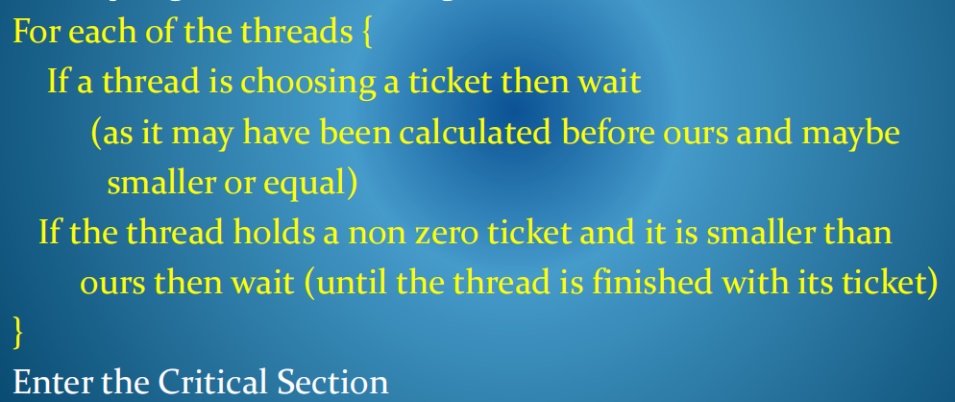 For each of the threads {
If a thread is choosing a ticket then wait
(as it may have been calculated before ours and maybe
smaller or equal)
If the thread holds a non zero ticket and it is smaller than
ours then wait (until the thread is finished with its ticket)
}
Enter the Critical Section